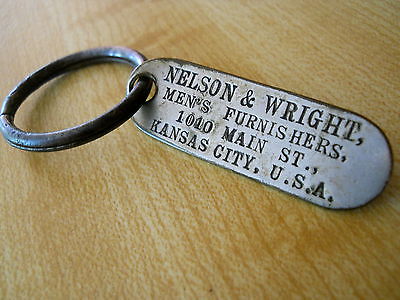 NELSON & WRIGHT,
MEN'S FURNISHERS,
1010 MAIN ST.,
KANSAS CITY, U.S.A.